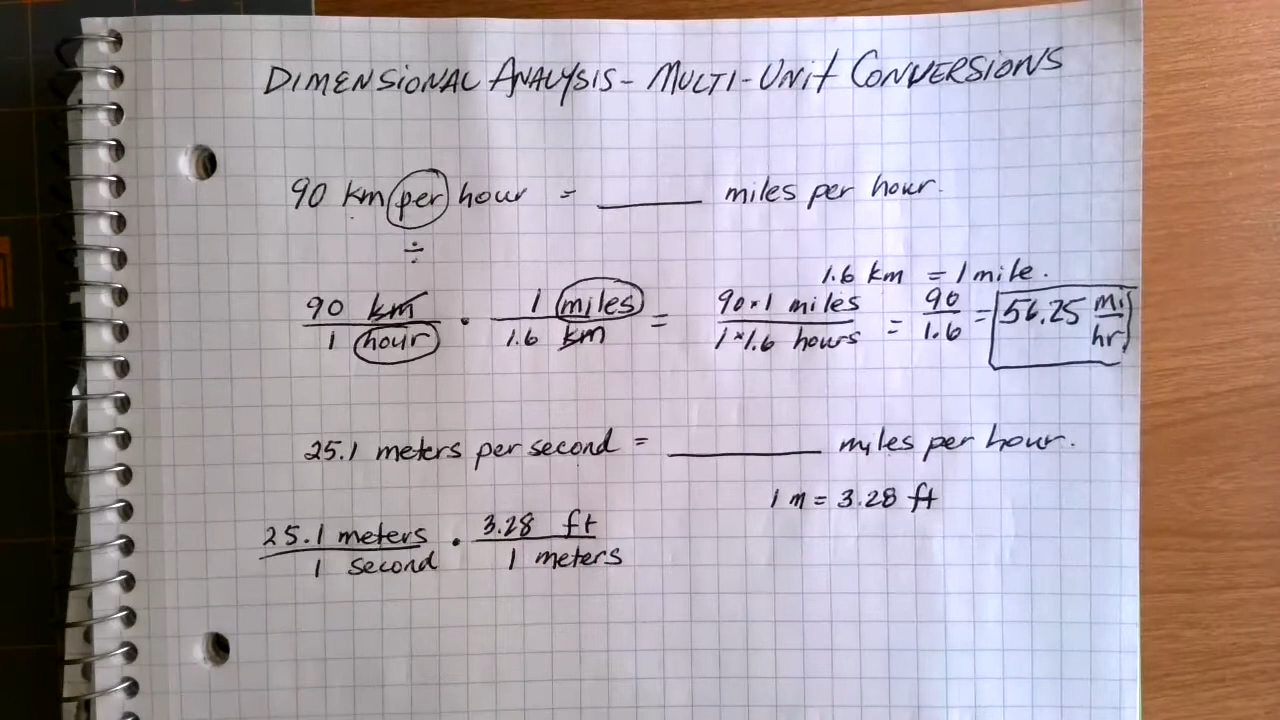 DIMENSIONAL ANALYSIS - MULTI-UNIT CONVERSIONS
90 km per hour = ______ miles per hour.
÷
1.6 km = 1 mile.
90 km / 1 hour · 1 miles / 1.6 km = 90×1 miles / 1×1.6 hours = 90 / 1.6 = 56.25 mi / hr
25.1 meters per second = ______ miles per hour.
1 m = 3.28 ft
25.1 meters / 1 second · 3.28 ft / 1 meters